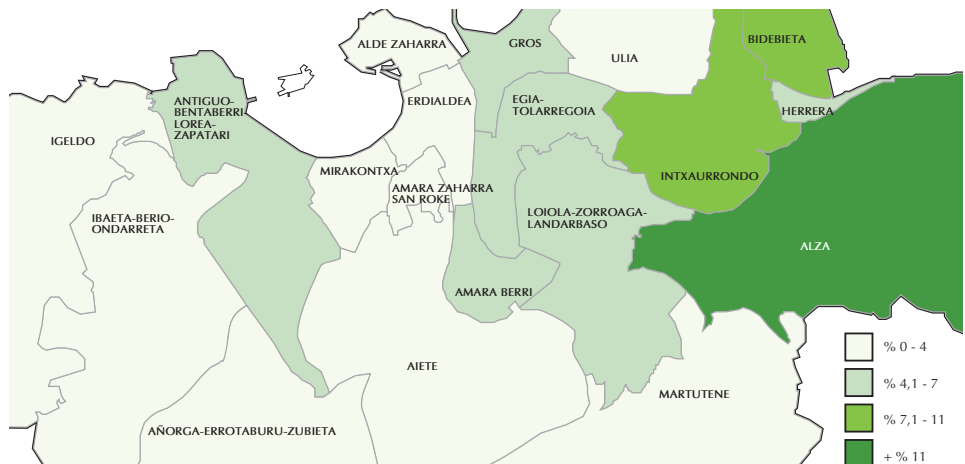 ALDE ZAHARRA
GROS
BIDEBIETA
ULIA
ANTIGUO-
BENTABERRI
LOREA-
ZAPATARI
ERDIALDEA
EGIA-
TOLARREGOIA
HERRERA
IGELDO
MIRAKONTXA
AMARA ZAHARRA
SAN ROKE
INTXAURRONDO
IBAETA-BERIO-
ONDARRETA
LOIOLA-ZORROAGA-
LANDARBASO
ALZA
AMARA BERRI
AIETE
MARTUTENE
AÑORGA-ERROTABURU-ZUBIETA
% 0 - 4
% 4,1 - 7
% 7,1 - 11
+ % 11